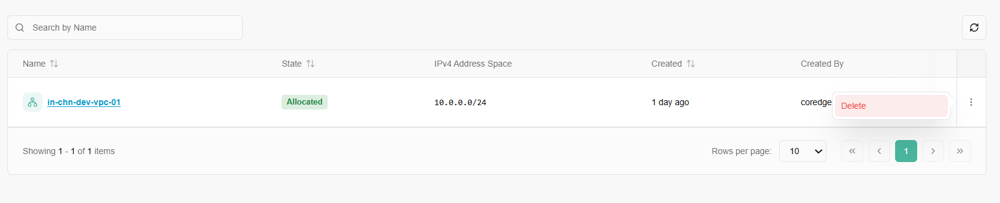 Search by Name
Name State IPv4 Address Space Created Created By
in-chn-dev-vpc-01 Allocated 10.0.0.0/24 1 day ago coredge
Delete
Showing 1 - 1 of 1 items Rows per page: 10 1